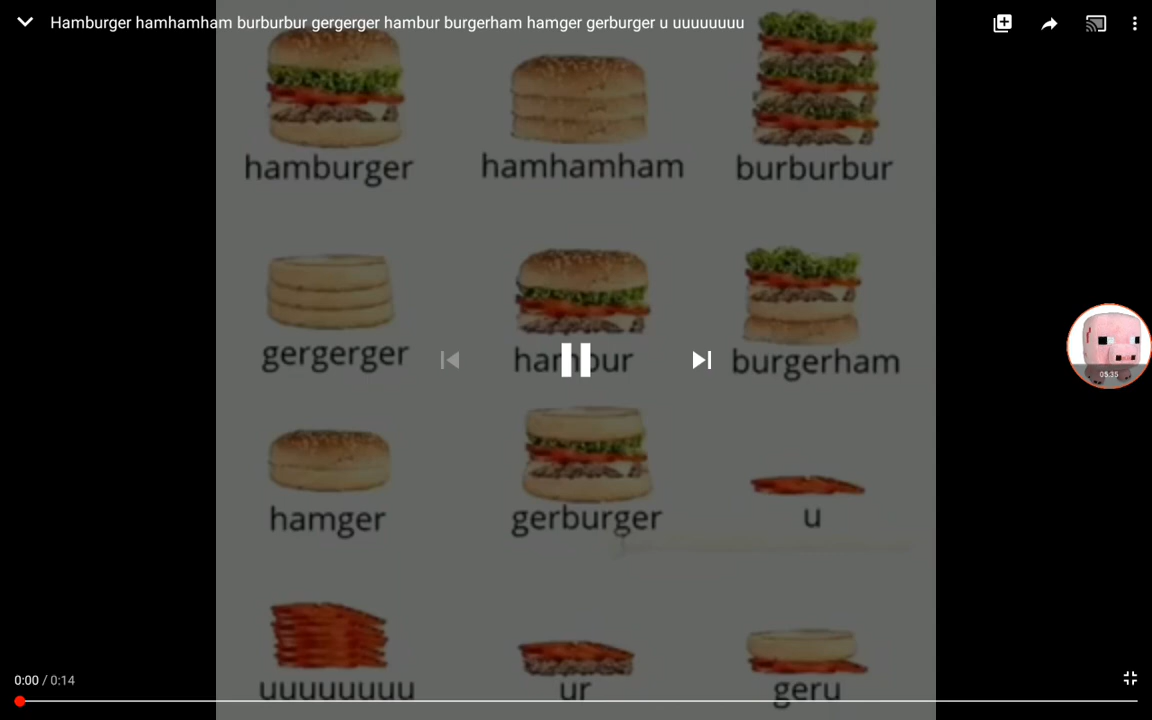 Hamburger hamhamham burburbur gergerger hambur burgerham hamger gerburger u uuuuuuuu
hamburger hamhamham burburbur
gergerger hambur burgerham
05:35
hamger gerburger u
uuuuuuuu ur geru
0:00 / 0:14